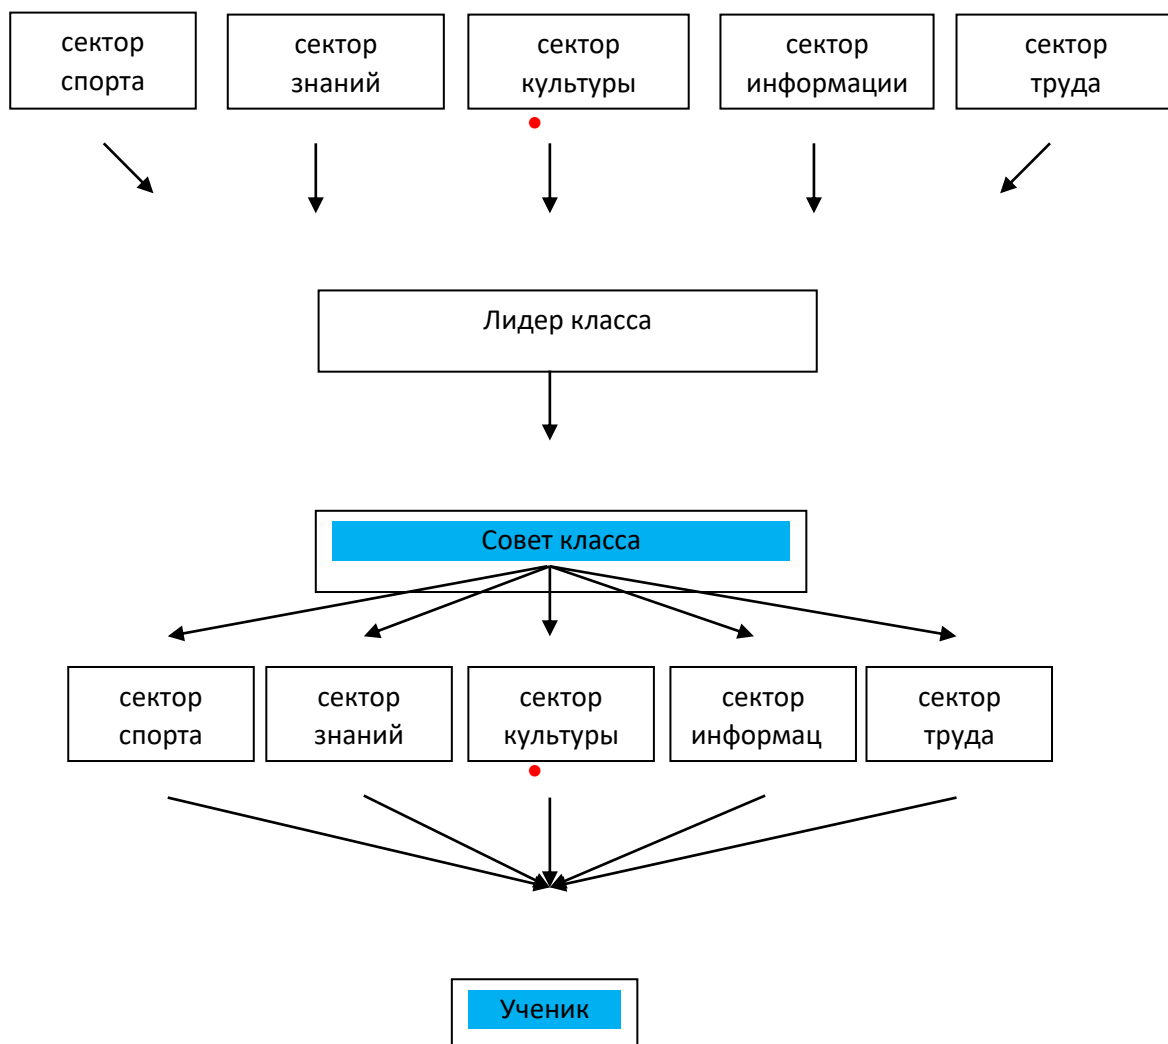 сектор
спорта
сектор
знаний
сектор
культуры
сектор
информации
сектор
труда
Лидер класса
Совет класса
сектор
спорта
сектор
знаний
сектор
культуры
сектор
информац
сектор
труда
Ученик